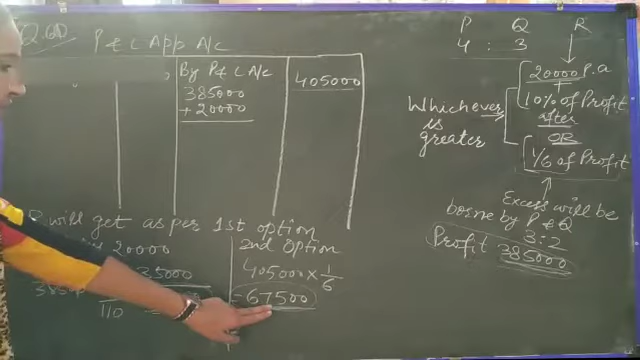 Q.60
P & L App A/c
By P & L A/c 405000
385000
+ 20000
P Q R
4 : 3
20000 P.a
+
10% of Profit
after
OR
1/6 of Profit
Whichever
is
greater
Excess will be
borne by P & Q
3:2
Profit 385000
R will get as per 1st option
20000
35000
110
2nd Option
405000 × 1/6
= 67500